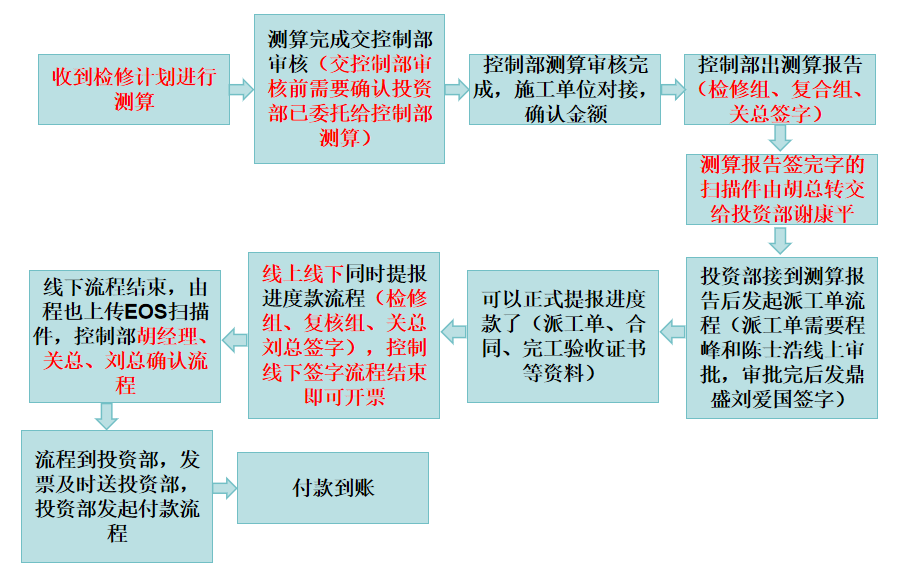 收到检修计划进行
测算
测算完成交控制部
审核（交控制部审
核前需要确认投资
部已委托给控制部
测算）
控制部测算审核完
成，施工单位对接，
确认金额
控制部出测算报告
（检修组、复合组、
关总签字）
测算报告签完字的
扫描件由胡总转交
给投资部谢康平
投资部接到测算报
告后发起派工单流
程（派工单需要程
峰和陈士浩线上审
批，审批完后发鼎
盛刘爱国签字）
可以正式提报进度
款了（派工单、合
同、完工验收证书
等资料）
线上线下同时提报
进度款流程（检修
组、复核组、关总
刘总签字），控制
线下签字流程结束
即可开票
线下流程结束，由
程也上传EOS扫描
件，控制部胡经理、
关总、刘总确认流
程
流程到投资部，发
票及时送投资部，
投资部发起付款流
程
付款到账